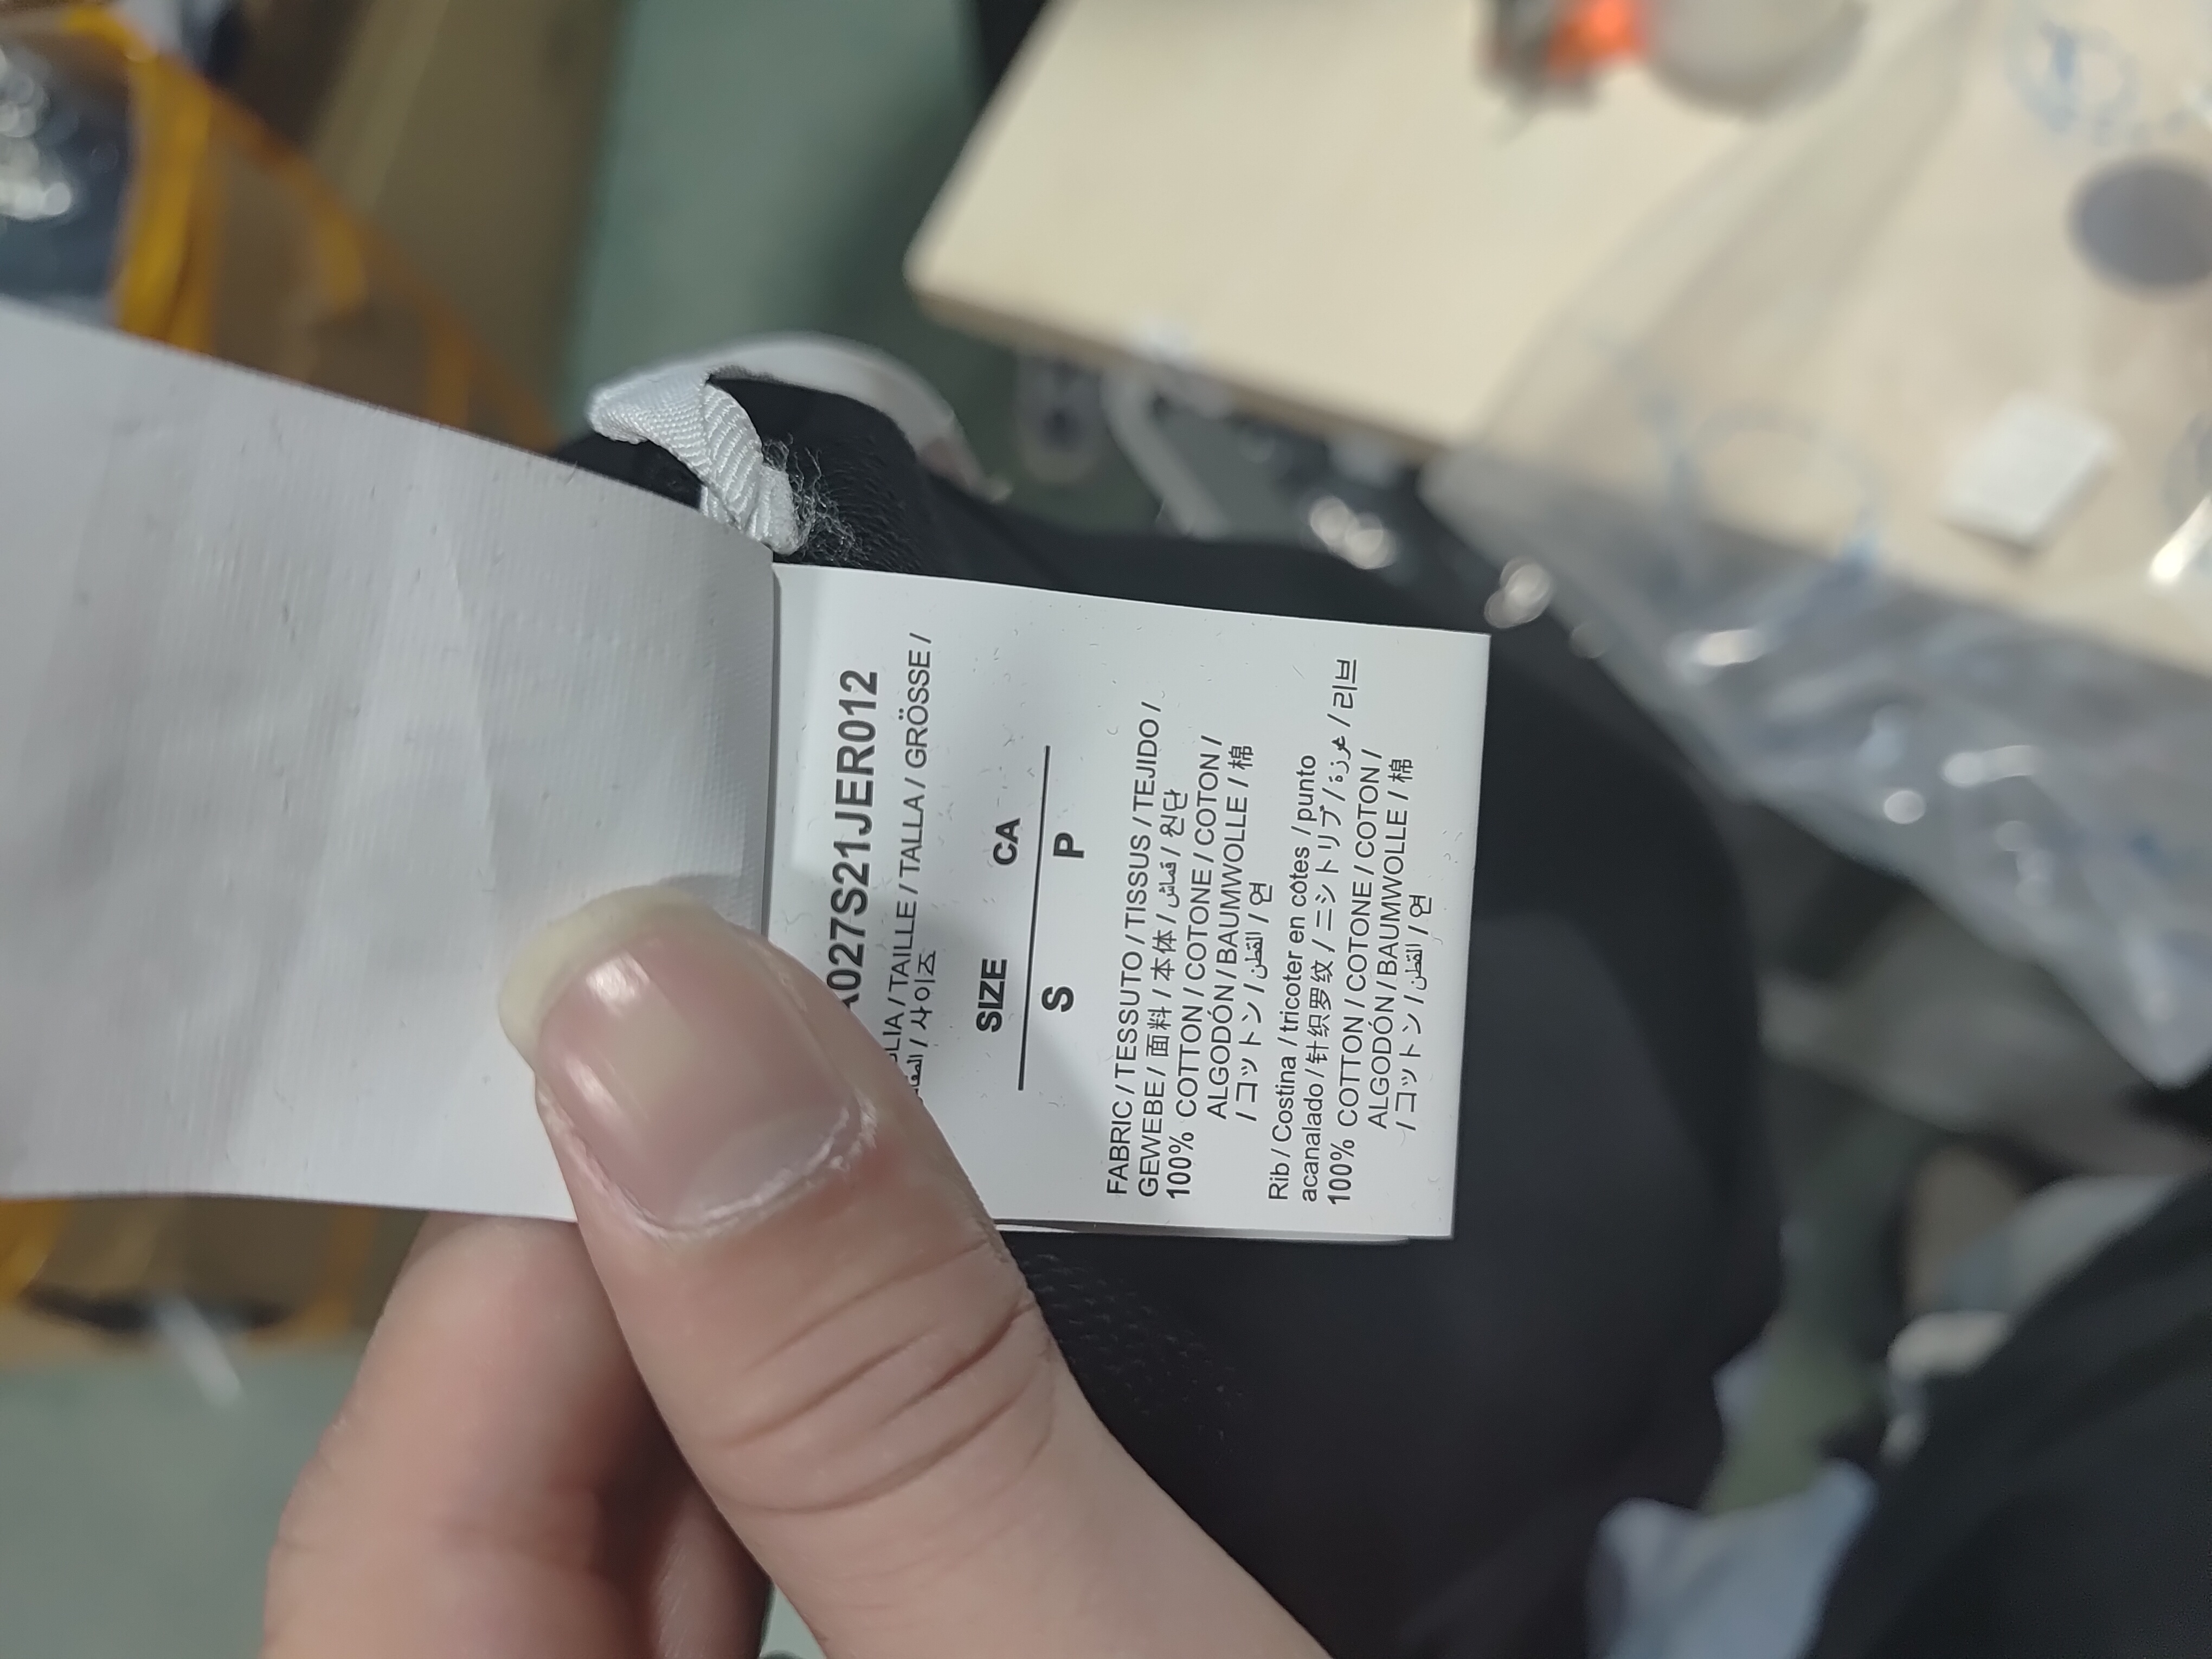 027S21JER012
/ TAILLE / TALLA / GRÖSSE /
/ 사이즈
SIZE CA
S P
FABRIC / TESSUTO / TISSUS / TEJIDO /
GEWEBE / 面料 / 本体 / قماش / 원단
100% COTTON / COTONE / COTON /
ALGODÓN / BAUMWOLLE / 棉
/ コットン / القطن / 면
Rib / Costina / tricoter en côtes / punto
acanalado / 针织罗纹 / ニットリブ / غرزة / 리브
100% COTTON / COTONE / COTON /
ALGODÓN / BAUMWOLLE / 棉
/ コットン / القطن / 면